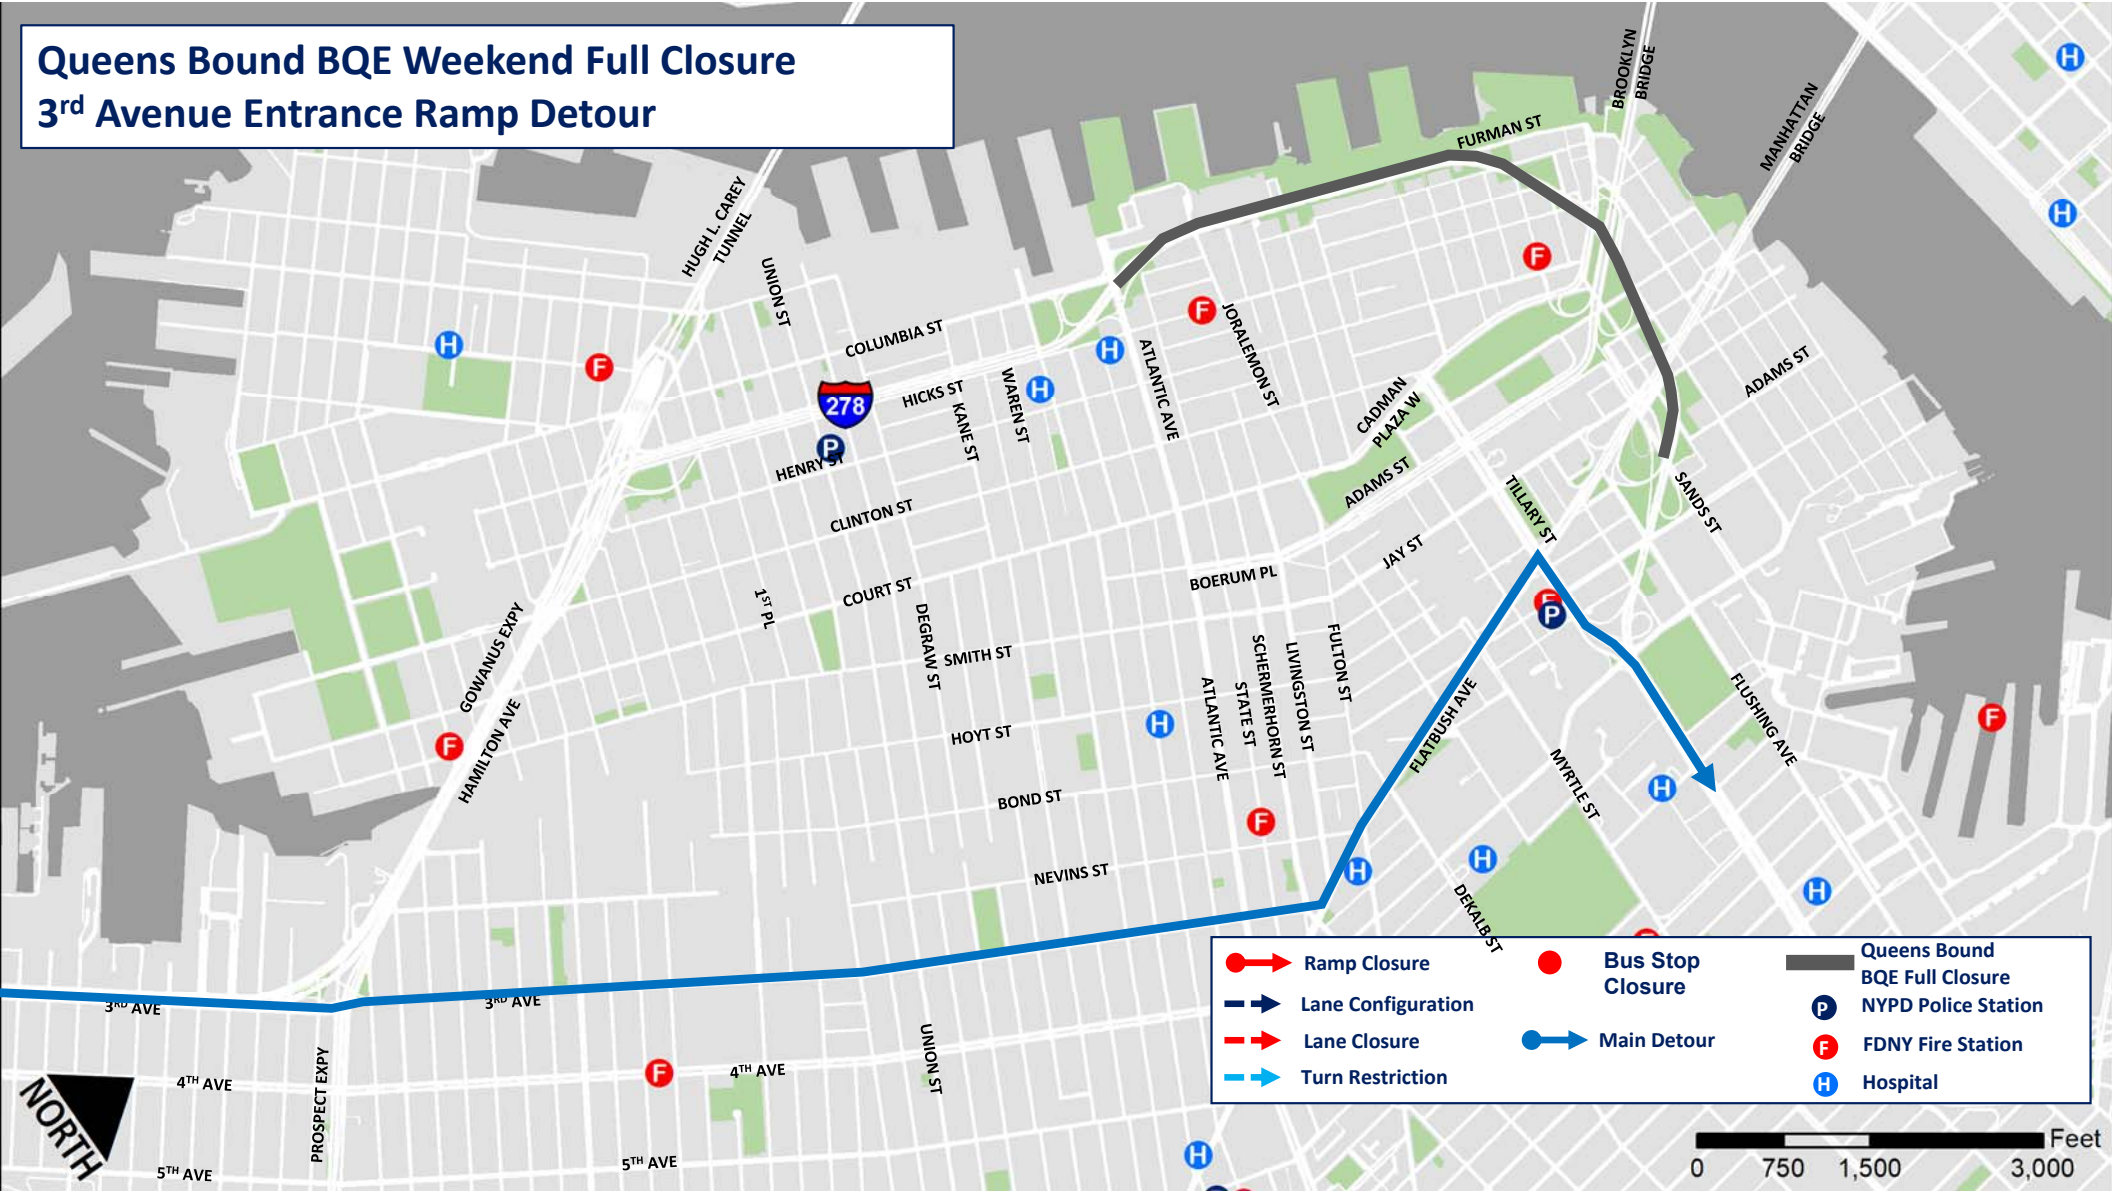 Queens Bound BQE Weekend Full Closure
3rd Avenue Entrance Ramp Detour
BROOKLYN
BRIDGE
MANHATTAN
BRIDGE
FURMAN ST
HUGH L. CAREY
TUNNEL
UNION ST
COLUMBIA ST
278
HICKS ST
KANE ST
WAREN ST
ATLANTIC AVE
JORALEMON ST
CADMAN
PLAZA W
ADAMS ST
ADAMS ST
HENRY ST
CLINTON ST
COURT ST
1ST PL
DEGRAW ST
SMITH ST
BOERUM PL
JAY ST
TILLARY ST
SANDS ST
GOWANUS EXPY
HAMILTON AVE
HOYT ST
BOND ST
NEVINS ST
ATLANTIC AVE
STATE ST
SCHERMERHORN ST
LIVINGSTON ST
FULTON ST
FLATBUSH AVE
MYRTLE ST
FLUSHING AVE
DEKALB ST
3RD AVE
3RD AVE
4TH AVE
4TH AVE
5TH AVE
5TH AVE
PROSPECT EXPY
UNION ST
NORTH
H
H
H
H
H
H
H
H
H
H
H
H
F
F
F
F
F
F
F
F
P
P
Ramp Closure
Lane Configuration
Lane Closure
Turn Restriction
Bus Stop
Closure
Main Detour
Queens Bound
BQE Full Closure
P NYPD Police Station
F FDNY Fire Station
H Hospital
Feet
0 750 1,500 3,000